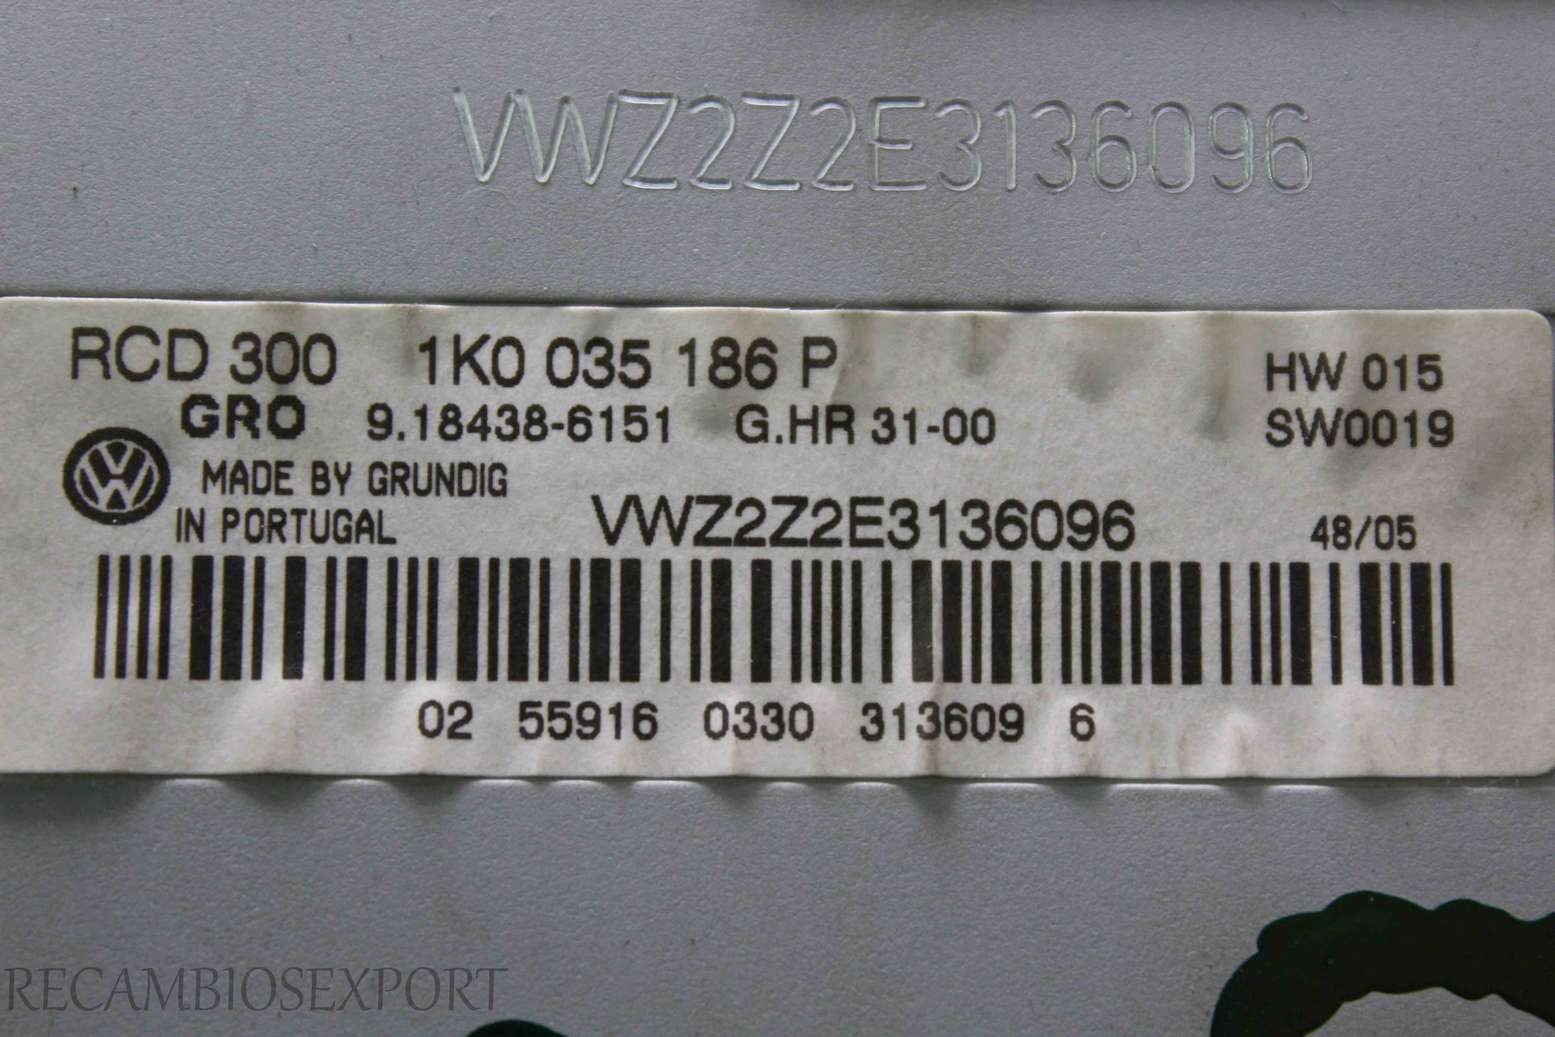 VWZ2Z2E3136096
RCD 300 1K0 035 186 P HW 015
GRO 9.18438-6151 G.HR 31-00 SW0019
MADE BY GRUNDIG
IN PORTUGAL VWZ2Z2E3136096 48/05
02 55916 0330 313609 6
RECAMBIOSEXPORT